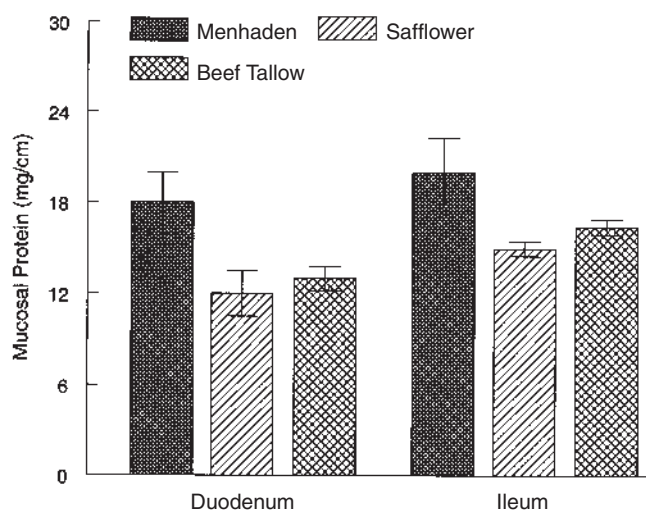 30
24
18
12
6
0
Mucosal Protein (mg/cm)
Menhaden
Safflower
Beef Tallow
Duodenum
Ileum